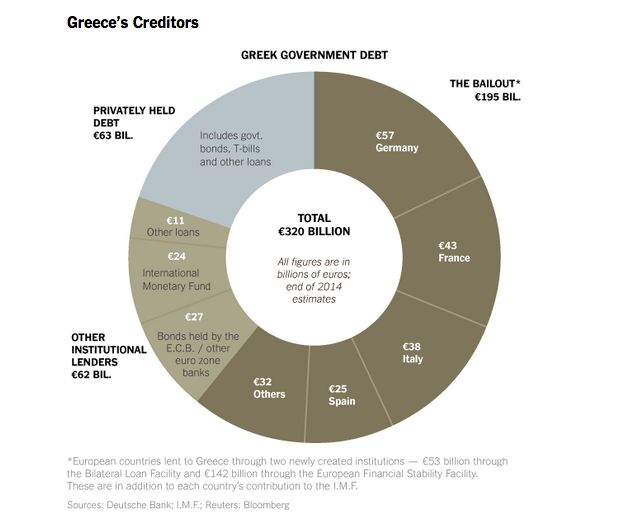 Greece's Creditors
GREEK GOVERNMENT DEBT
THE BAILOUT*
€195 BIL.
PRIVATELY HELD
DEBT
€63 BIL.
Includes govt.
bonds, T-bills
and other loans
€57
Germany
€43
France
€38
Italy
€25
Spain
€32
Others
€27
Bonds held by the
E.C.B. / other
euro zone
banks
€24
International
Monetary Fund
€11
Other loans
OTHER
INSTITUTIONAL
LENDERS
€62 BIL.
TOTAL
€320 BILLION
All figures are in
billions of euros;
end of 2014
estimates
*European countries lent to Greece through two newly created institutions — €53 billion through
the Bilateral Loan Facility and €142 billion through the European Financial Stability Facility.
These are in addition to each country's contribution to the I.M.F.
Sources: Deutsche Bank; I.M.F.; Reuters; Bloomberg